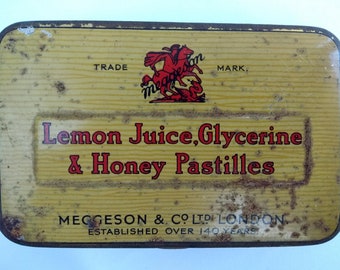 TRADE MARK.
Meggeson
Lemon Juice, Glycerine
& Honey Pastilles
MEGGESON & CO. LTD LONDON
ESTABLISHED OVER 140 YEARS